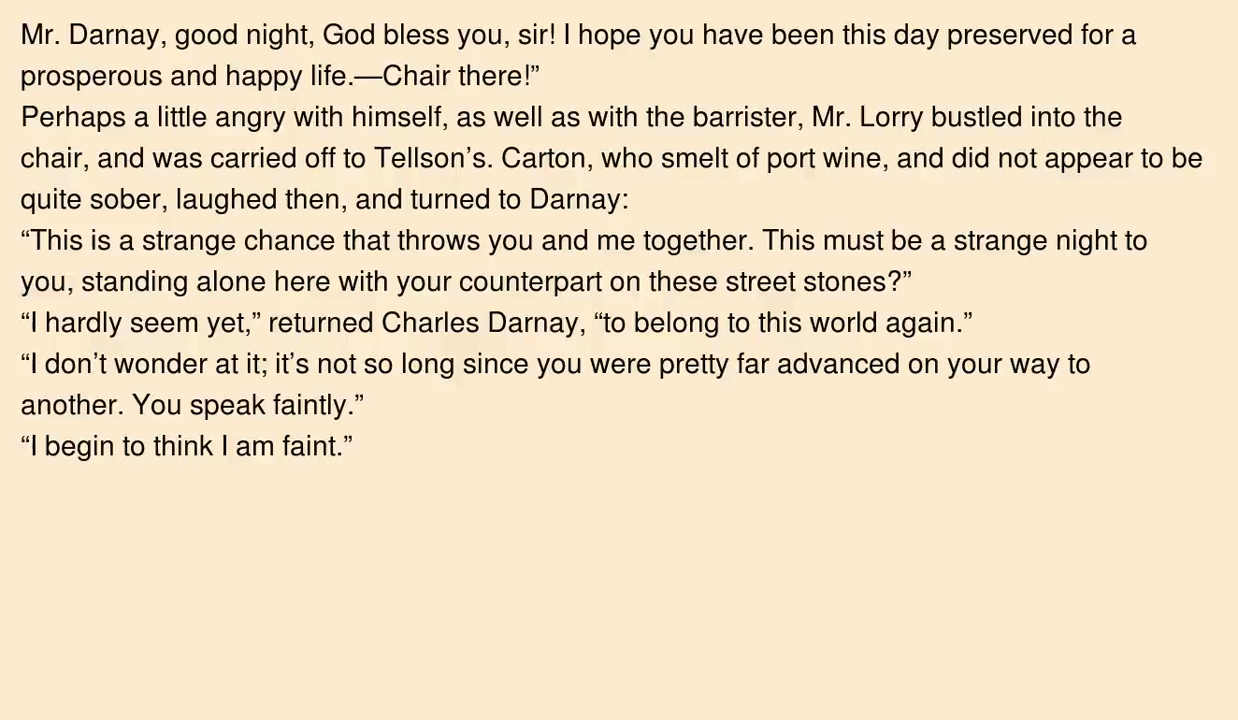 Mr. Darnay, good night, God bless you, sir! I hope you have been this day preserved for a
prosperous and happy life.—Chair there!”
Perhaps a little angry with himself, as well as with the barrister, Mr. Lorry bustled into the
chair, and was carried off to Tellson’s. Carton, who smelt of port wine, and did not appear to be
quite sober, laughed then, and turned to Darnay:
“This is a strange chance that throws you and me together. This must be a strange night to
you, standing alone here with your counterpart on these street stones?”
“I hardly seem yet,” returned Charles Darnay, “to belong to this world again.”
“I don’t wonder at it; it’s not so long since you were pretty far advanced on your way to
another. You speak faintly.”
“I begin to think I am faint.”